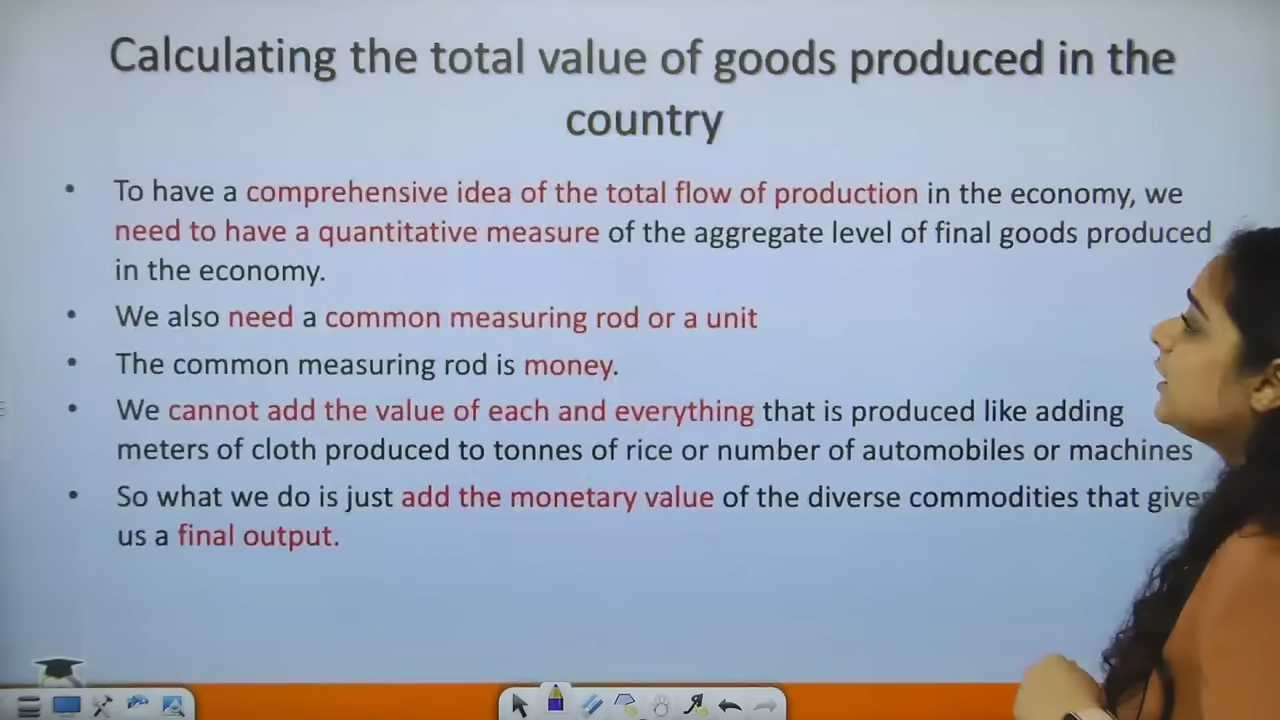 Calculating the total value of goods produced in the
country
• To have a comprehensive idea of the total flow of production in the economy, we
need to have a quantitative measure of the aggregate level of final goods produced
in the economy.
• We also need a common measuring rod or a unit
• The common measuring rod is money.
• We cannot add the value of each and everything that is produced like adding
meters of cloth produced to tonnes of rice or number of automobiles or machines
• So what we do is just add the monetary value of the diverse commodities that gives
us a final output.